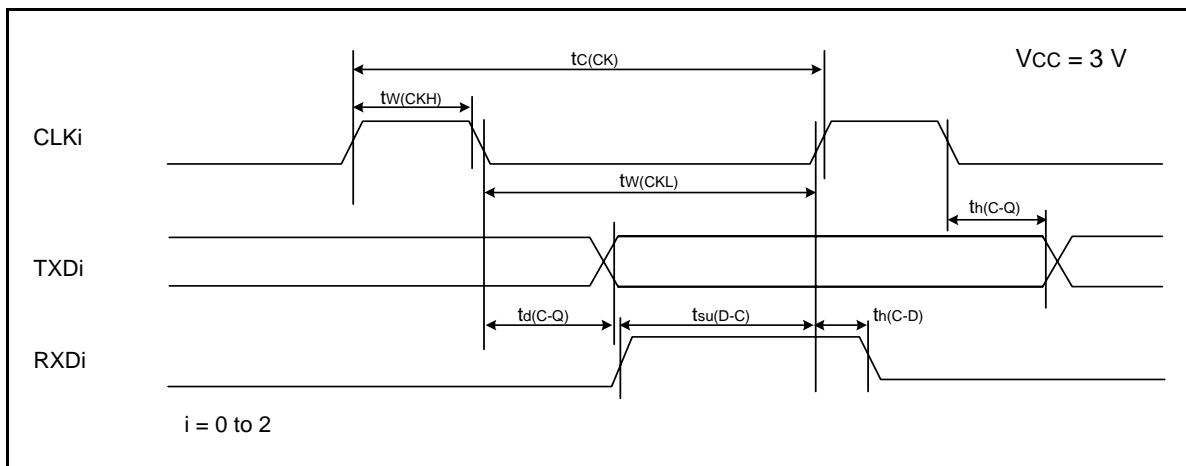 tC(CK)
VCC = 3 V
tW(CKH)
CLKi
tW(CKL)
th(C-Q)
TXDi
td(C-Q)
tsu(D-C)
th(C-D)
RXDi
i = 0 to 2